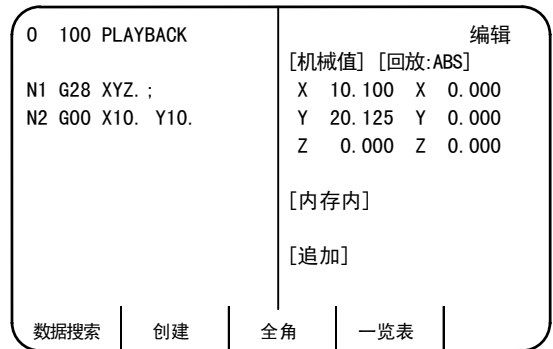 0 100 PLAYBACK
编辑
N1 G28 XYZ. ;
N2 G00 X10. Y10.
[机械值] [回放:ABS]
X 10.100 X 0.000
Y 20.125 Y 0.000
Z 0.000 Z 0.000
[内存内]
[追加]
数据搜索 创建 全角 一览表